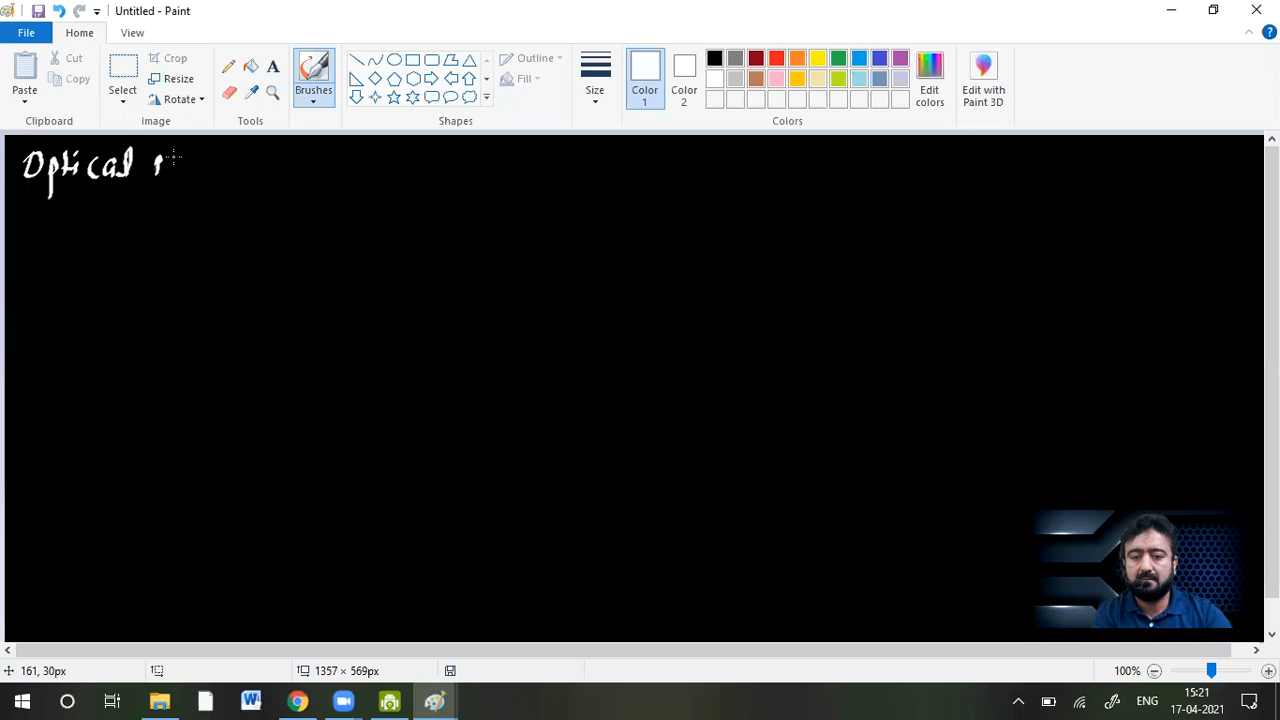 Untitled - Paint
File Home View
Paste Cut Copy Select Crop Resize Rotate Brushes Outline Fill Size Color 1 Color 2 Edit colors Edit with Paint 3D
Clipboard Image Tools Shapes Colors
Optical
161, 30px 1357 × 569px 100%
ENG 15:21 17-04-2021